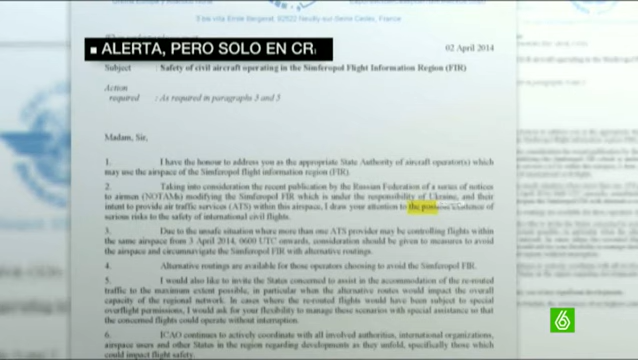 3 bis villa Emile Bergerat, 92522 Neuilly-sur-Seine Cedex, France
ALERTA, PERO SOLO EN CRI
02 April 2014
Subject : Safety of civil aircraft operating in the Simferopol Flight Information Region (FIR)
Action
required : As required in paragraphs 3 and 5
Madam, Sir,
1. I have the honour to address you as the appropriate State Authority of aircraft operator(s) which
may use the airspace of the Simferopol flight information region (FIR).
2. Taking into consideration the recent publication by the Russian Federation of a series of notices
to airmen (NOTAMs) modifying the Simferopol FIR which is under the responsibility of Ukraine, and their
intent to provide air traffic services (ATS) within this airspace, I draw your attention to the possible existence of
serious risks to the safety of international civil flights.
3. Due to the unsafe situation where more than one ATS provider may be controlling flights within
the same airspace from 3 April 2014, 0600 UTC onwards, consideration should be given to measures to avoid
the airspace and circumnavigate the Simferopol FIR with alternative routings.
4. Alternative routings are available for those operators choosing to avoid the Simferopol FIR.
5. I would also like to invite the States concerned to assist in the accommodation of the re-routed
traffic to the maximum extent possible, in particular when the alternative routes would impact the overall
capacity of the regional network. In cases where the re-routed flights would have been subject to special
overflight permissions, I would ask for your flexibility to manage those scenarios with special assistance so that
the concerned flights could operate without interruption.
6. ICAO continues to actively coordinate with all involved authorities, international organizations,
airspace users and other States in the region regarding developments as they unfold, specifically those which
could impact flight safety.
6